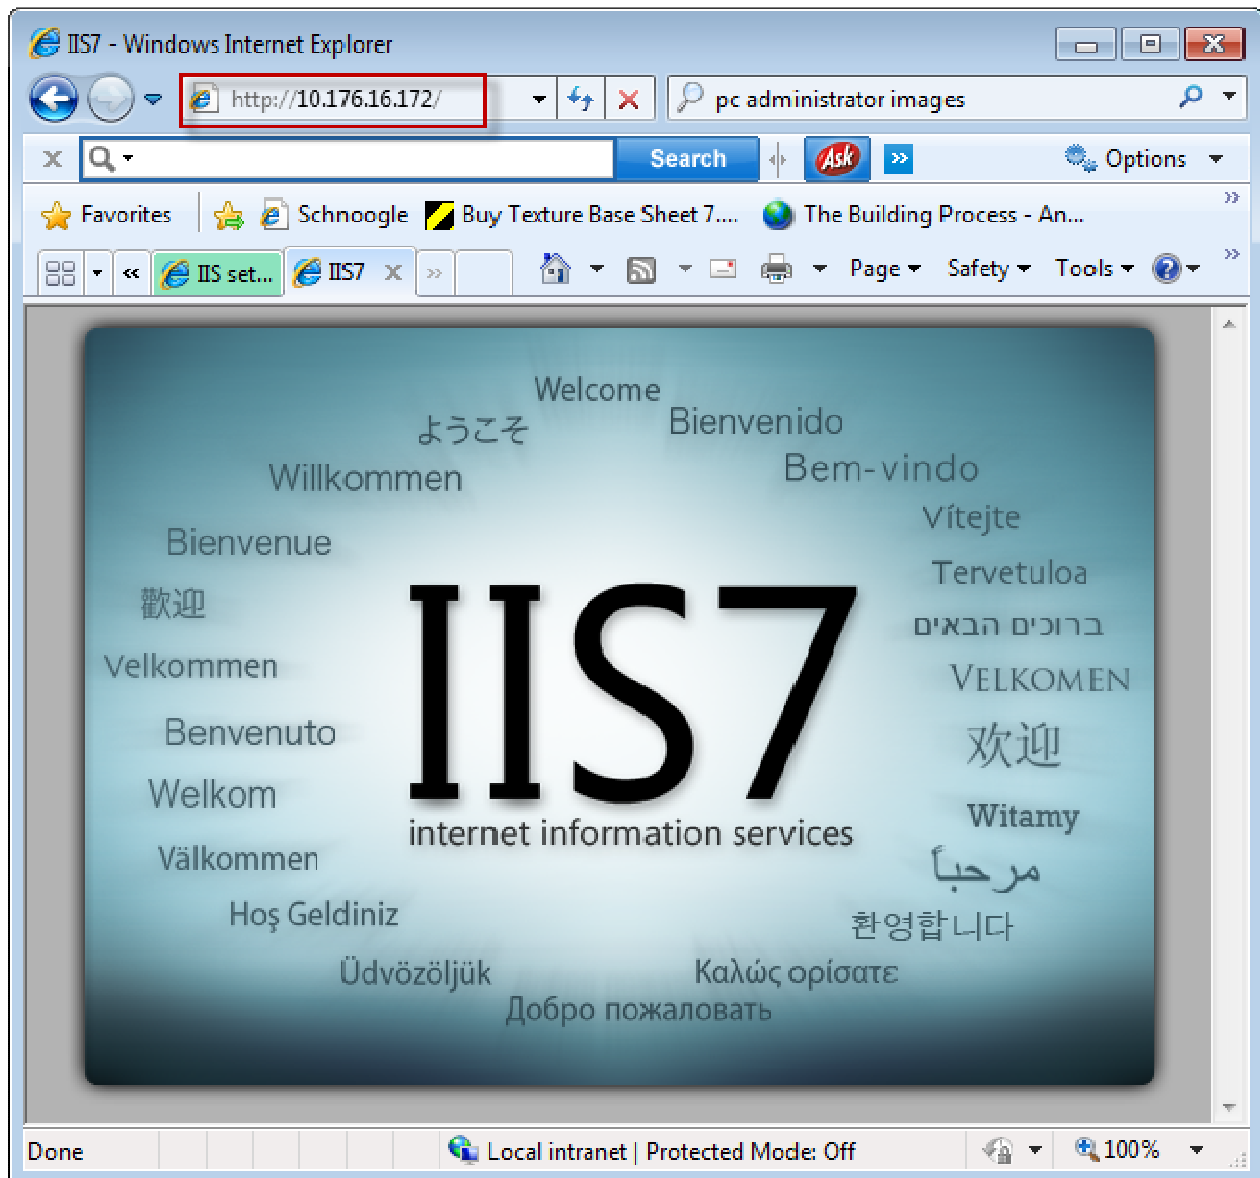 IIS7 - Windows Internet Explorer
http://10.176.16.172/
pc administrator images
Search
Ask
Options
Favorites
Schnoogle
Buy Texture Base Sheet 7....
The Building Process - An...
IIS set...
IIS7
Page
Safety
Tools
Welcome
Bienvenido
ようこそ
Bem-vindo
Willkommen
Vítejte
Bienvenue
Tervetuloa
歡迎
ברוכים הבאים
Velkommen
VELKOMEN
Benvenuto
欢迎
Welkom
Witamy
Välkommen
مرحباً
Hoş Geldiniz
환영합니다
Üdvözöljük
Καλώς ορίσατε
Добро пожаловать
IIS7
internet information services
Done
Local intranet | Protected Mode: Off
100%